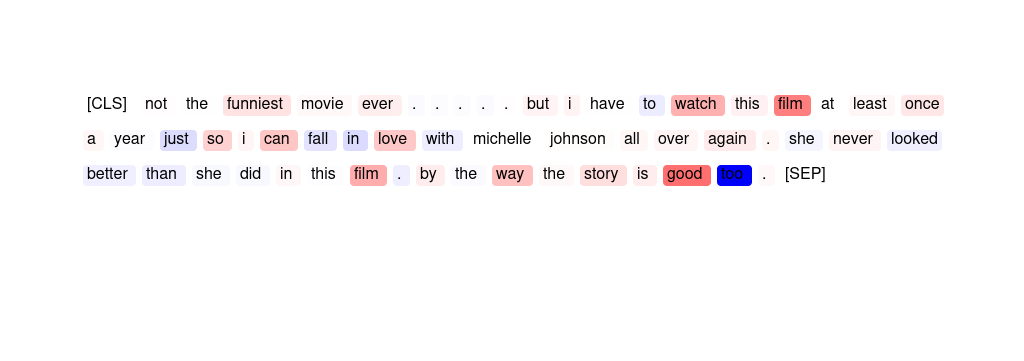 [CLS] not the funniest movie ever . . . . . but i have to watch this film at least once
a year just so i can fall in love with michelle johnson all over again . she never looked
better than she did in this film . by the way the story is good too . [SEP]